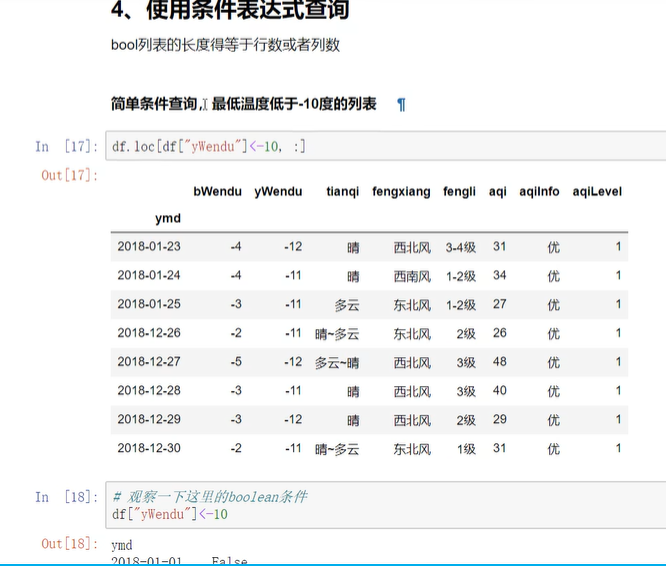 4、使用条件表达式查询
bool列表的长度得等于行数或者列数
简单条件查询，最低温度低于-10度的列表 ¶
In [17]: df.loc[df["yWendu"]<-10, :]
Out[17]:
bWendu yWendu tianqi fengxiang fengli aqi aqiInfo aqiLevel
ymd
2018-01-23 -4 -12 晴 西北风 3-4级 31 优 1
2018-01-24 -4 -11 晴 西南风 1-2级 34 优 1
2018-01-25 -3 -11 多云 东北风 1-2级 27 优 1
2018-12-26 -2 -11 晴~多云 东北风 2级 26 优 1
2018-12-27 -5 -12 多云~晴 西北风 3级 48 优 1
2018-12-28 -3 -11 晴 西北风 3级 40 优 1
2018-12-29 -3 -12 晴 西北风 2级 29 优 1
2018-12-30 -2 -11 晴~多云 东北风 1级 31 优 1
In [18]: # 观察一下这里的boolean条件
df["yWendu"]<-10
Out[18]: ymd
2018-01-01 False